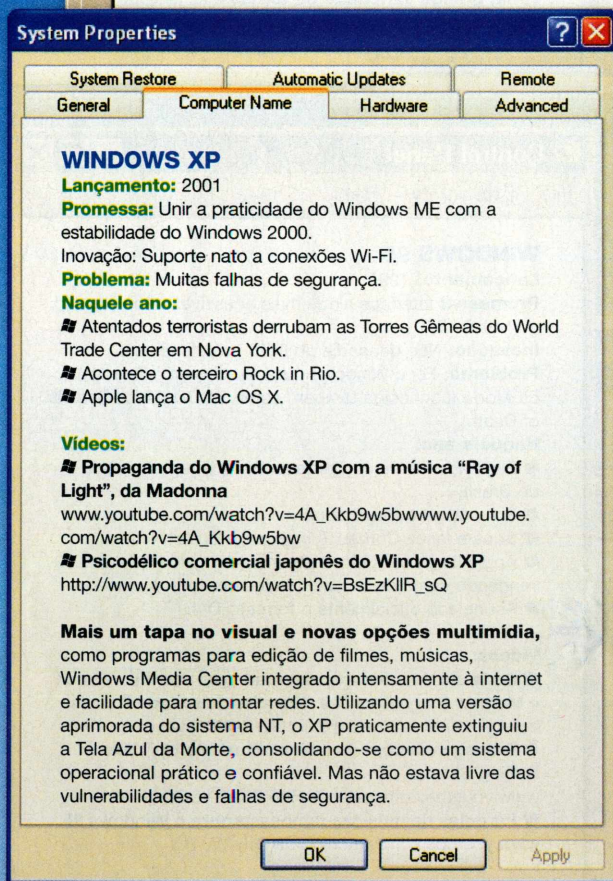 System Properties
System Restore Automatic Updates Remote
General Computer Name Hardware Advanced
WINDOWS XP
Lançamento: 2001
Promessa: Unir a praticidade do Windows ME com a
estabilidade do Windows 2000.
Inovação: Suporte nato a conexões Wi-Fi.
Problema: Muitas falhas de segurança.
Naquele ano:
Atentados terroristas derrubam as Torres Gêmeas do World
Trade Center em Nova York.
Acontece o terceiro Rock in Rio.
Apple lança o Mac OS X.
Vídeos:
Propaganda do Windows XP com a música “Ray of
Light”, da Madonna
www.youtube.com/watch?v=4A_Kkb9w5bwwww.youtube.
com/watch?v=4A_Kkb9w5bw
Psicodélico comercial japonês do Windows XP
http://www.youtube.com/watch?v=BsEzKllR_sQ
Mais um tapa no visual e novas opções multimídia,
como programas para edição de filmes, músicas,
Windows Media Center integrado intensamente à internet
e facilidade para montar redes. Utilizando uma versão
aprimorada do sistema NT, o XP praticamente extinguiu
a Tela Azul da Morte, consolidando-se como um sistema
operacional prático e confiável. Mas não estava livre das
vulnerabilidades e falhas de segurança.
OK Cancel Apply